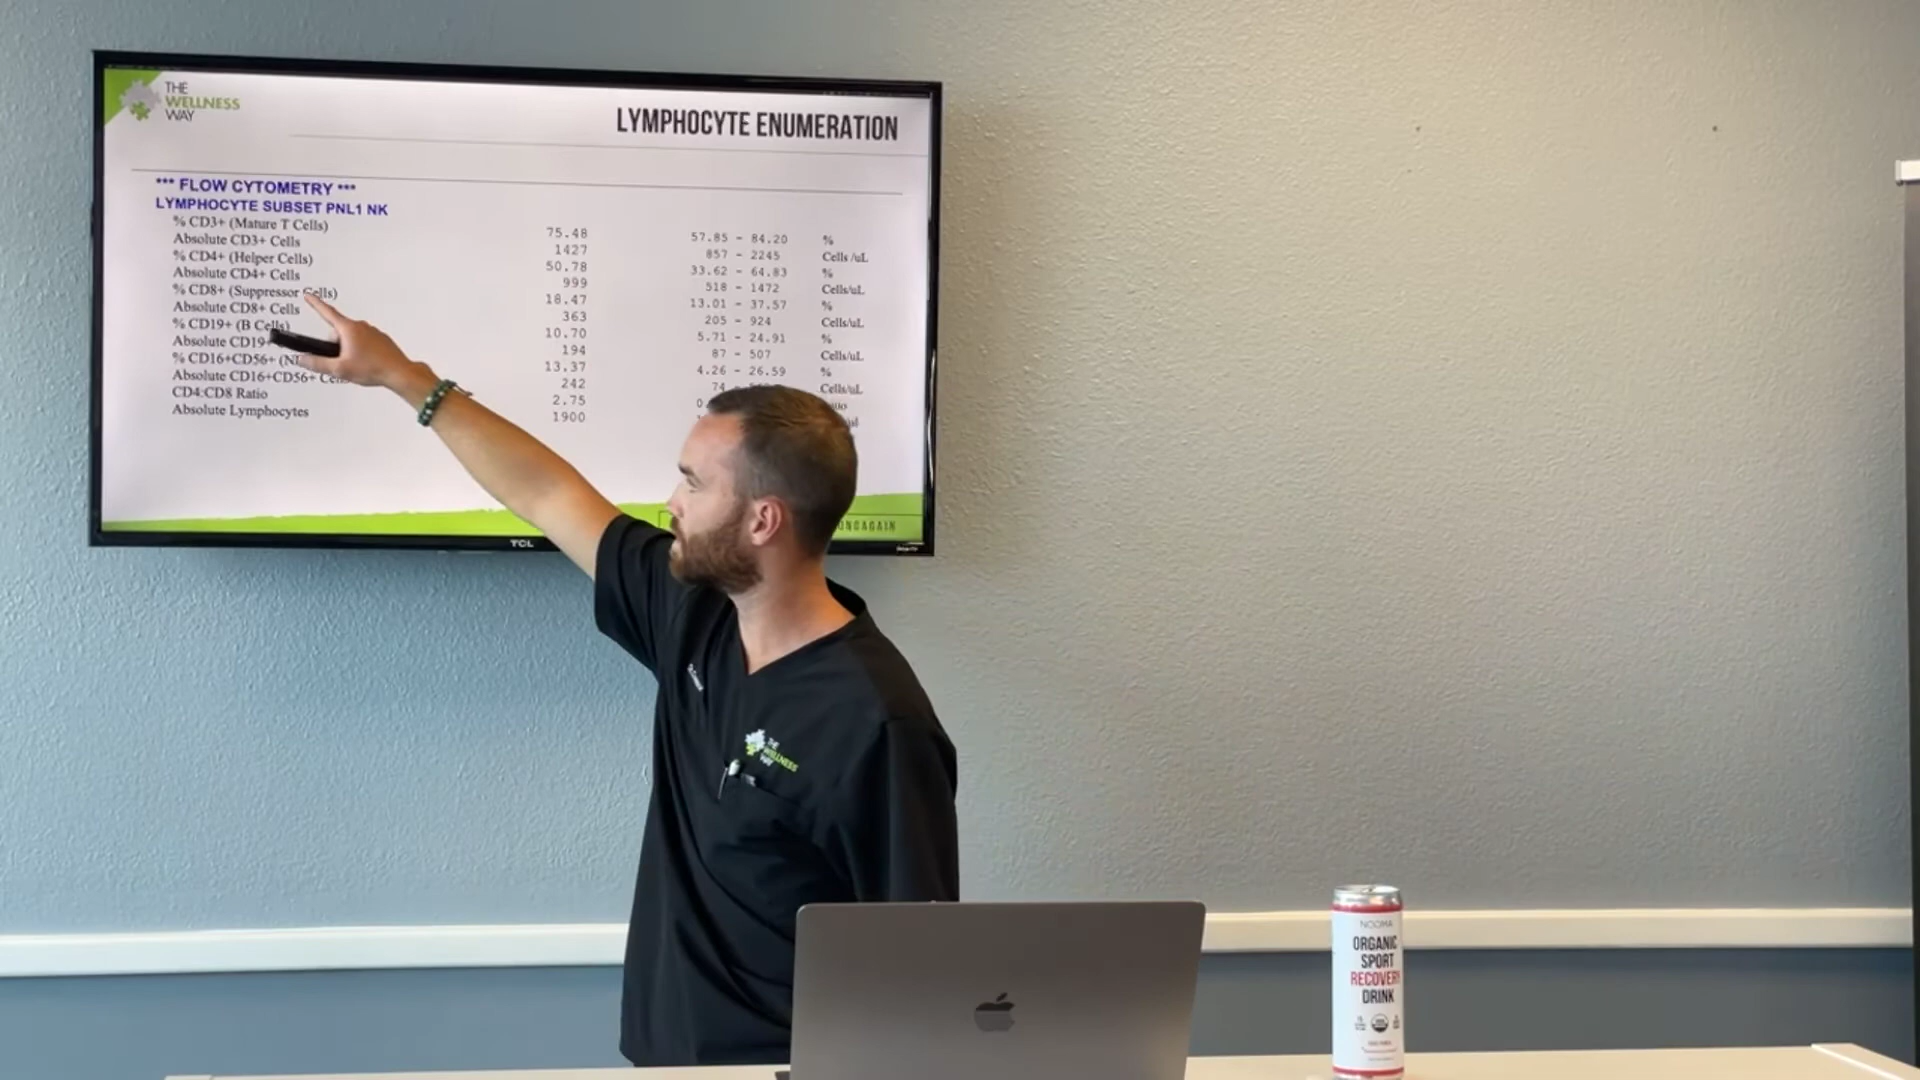 THE
WELLNESS
WAY
LYMPHOCYTE ENUMERATION
*** FLOW CYTOMETRY ***
LYMPHOCYTE SUBSET PNL1 NK
% CD3+ (Mature T Cells) 75.48 57.85 - 84.20 %
Absolute CD3+ Cells 1427 857 - 2245 Cells /uL
% CD4+ (Helper Cells) 50.78 33.62 - 64.83 %
Absolute CD4+ Cells 999 518 - 1472 Cells/uL
% CD8+ (Suppressor Cells) 18.47 13.01 - 37.57 %
Absolute CD8+ Cells 363 205 - 924 Cells/uL
% CD19+ (B Cells) 10.70 5.71 - 24.91 %
Absolute CD19+ 194 87 - 507 Cells/uL
% CD16+CD56+ 13.37 4.26 - 26.59 %
Absolute CD16+CD56+ Cells 242 74 - Cells/uL
CD4:CD8 Ratio 2.75
Absolute Lymphocytes 1900
TCL
THE
WELLNESS
WAY
NOOMA
ORGANIC
SPORT
RECOVERY
DRINK